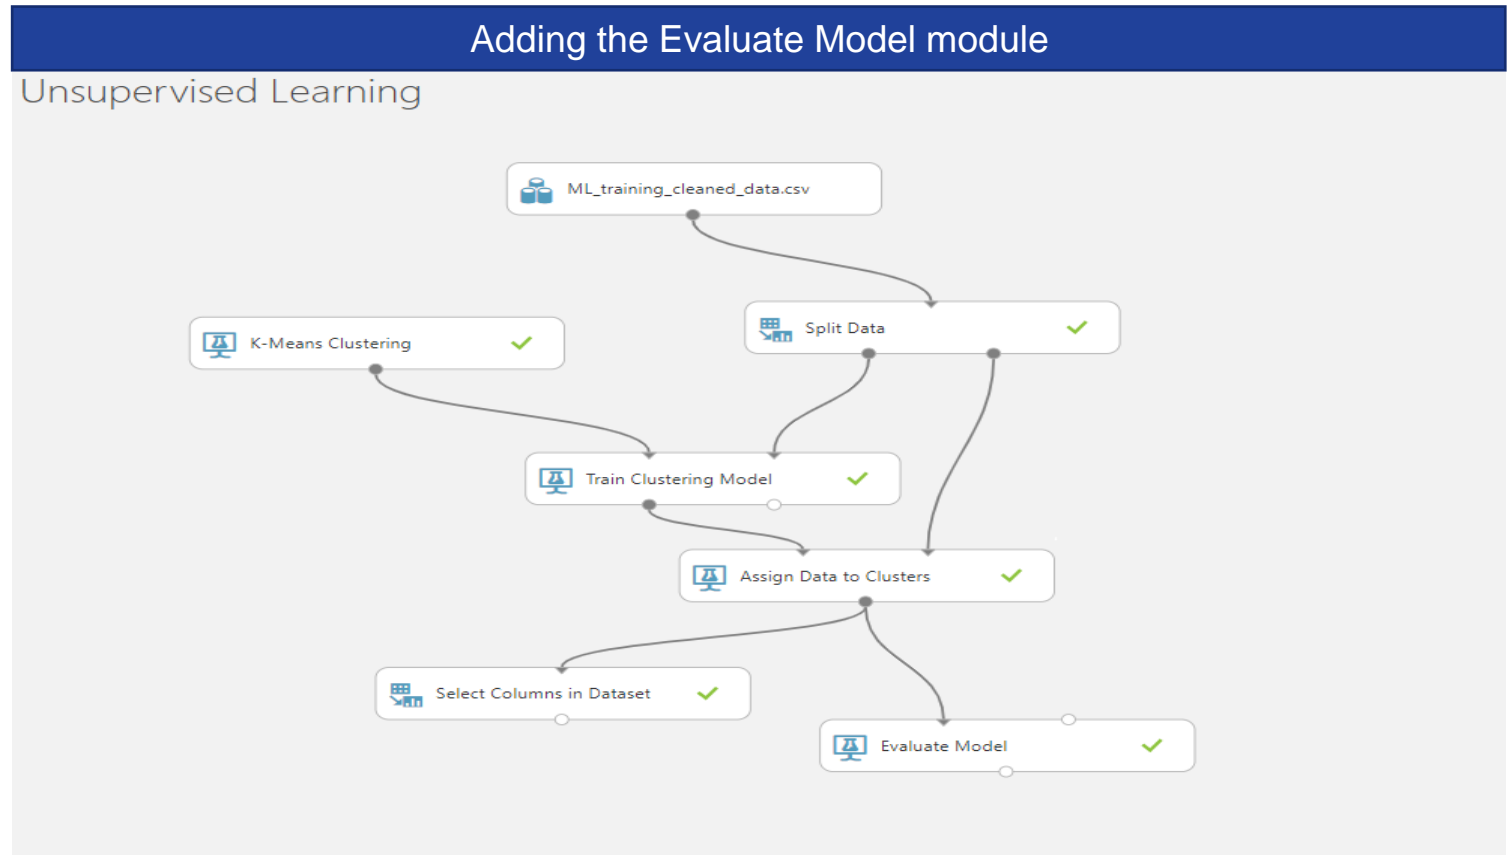 Adding the Evaluate Model module
Unsupervised Learning
ML_training_cleaned_data.csv
Split Data
K-Means Clustering
Train Clustering Model
Assign Data to Clusters
Select Columns in Dataset
Evaluate Model